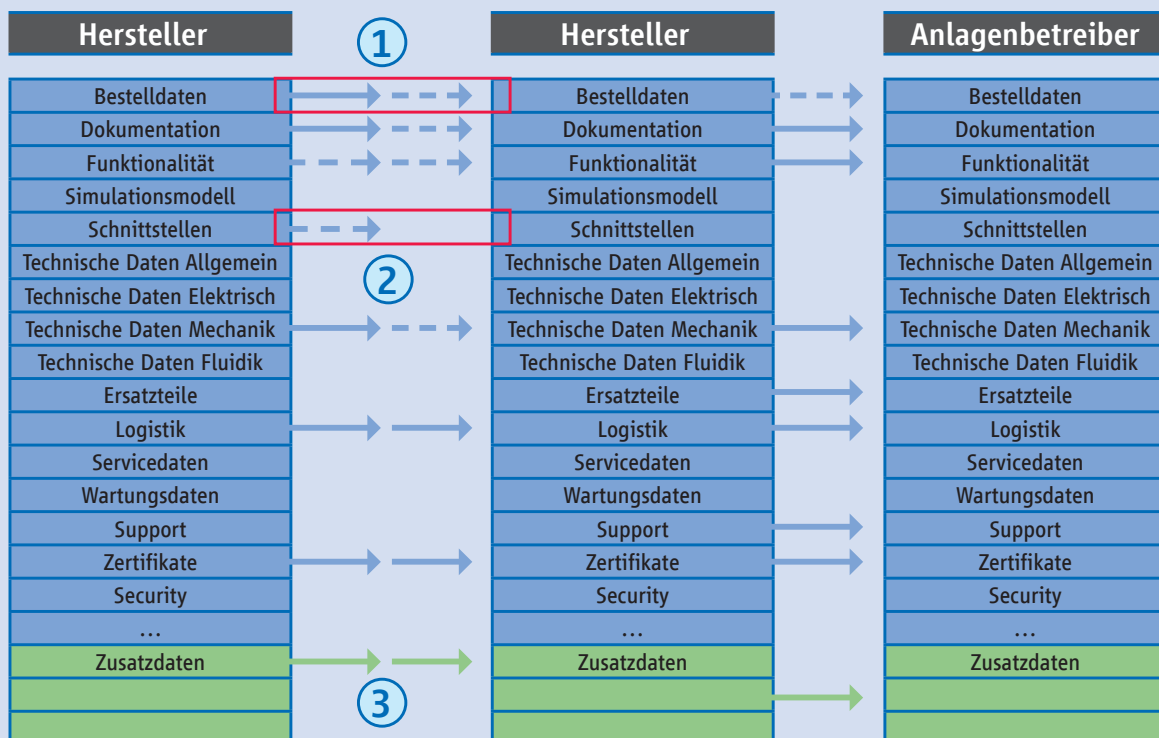 Hersteller
1
Hersteller
Anlagenbetreiber
Bestelldaten
Dokumentation
Funktionalität
Simulationsmodell
Schnittstellen
Technische Daten Allgemein
Technische Daten Elektrisch
Technische Daten Mechanik
Technische Daten Fluidik
Ersatzteile
Logistik
Servicedaten
Wartungsdaten
Support
Zertifikate
Security
...
Zusatzdaten
2
3
Bestelldaten
Dokumentation
Funktionalität
Simulationsmodell
Schnittstellen
Technische Daten Allgemein
Technische Daten Elektrisch
Technische Daten Mechanik
Technische Daten Fluidik
Ersatzteile
Logistik
Servicedaten
Wartungsdaten
Support
Zertifikate
Security
...
Zusatzdaten
Bestelldaten
Dokumentation
Funktionalität
Simulationsmodell
Schnittstellen
Technische Daten Allgemein
Technische Daten Elektrisch
Technische Daten Mechanik
Technische Daten Fluidik
Ersatzteile
Logistik
Servicedaten
Wartungsdaten
Support
Zertifikate
Security
...
Zusatzdaten